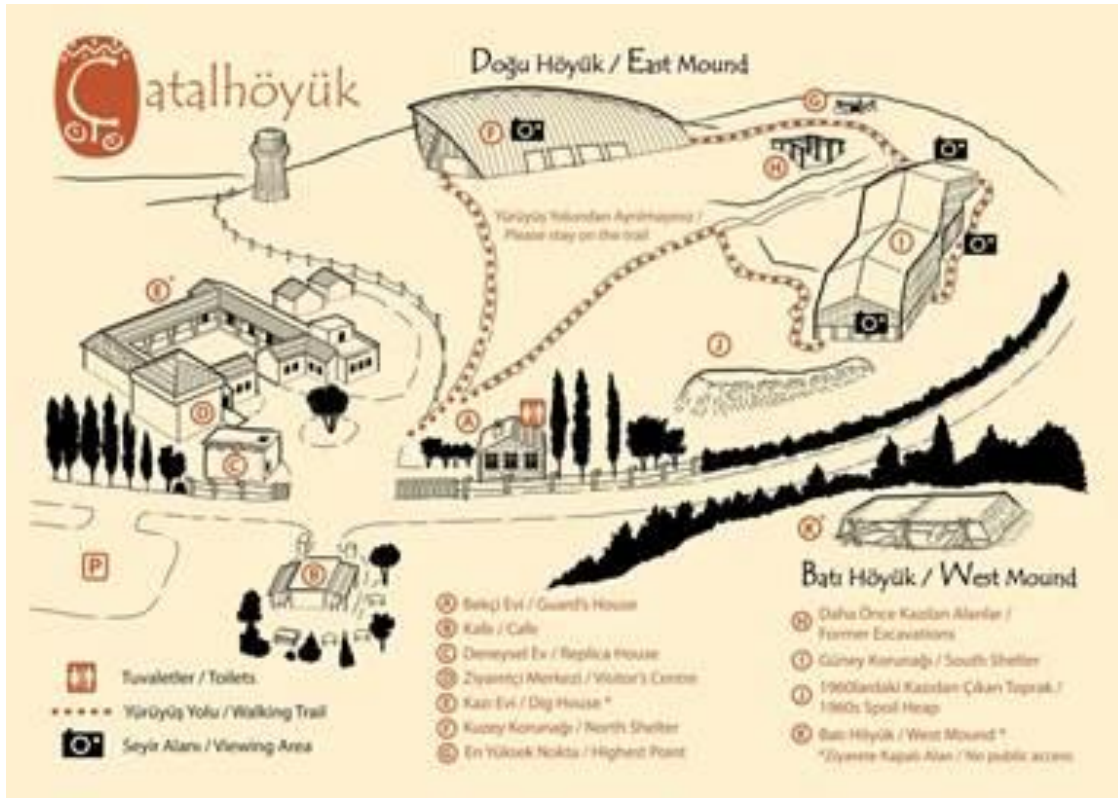 Çatalhöyük
Doğu Höyük / East Mound
G
F
H
Yürüyüş Yolundan Ayrılmayınız /
Please stay on the trail
I
E*
J
A
D
C
K*
P
B
Batı Höyük / West Mound
Tuvaletler / Toilets
Yürüyüş Yolu / Walking Trail
Seyir Alanı / Viewing Area
A Bekçi Evi / Guard's House
B Kafe / Cafe
C Deneysel Ev / Replica House
D Ziyaretçi Merkezi / Visitor's Centre
E Kazı Evi / Dig House *
F Kuzey Korunağı / North Shelter
G En Yüksek Nokta / Highest Point
H Daha Önce Kazılan Alanlar /
Former Excavations
I Güney Korunağı / South Shelter
J 1960lardaki Kazıdan Çıkan Toprak /
1960s Spoil Heap
K Batı Höyük / West Mound *
*Ziyarete Kapalı Alan / No public access